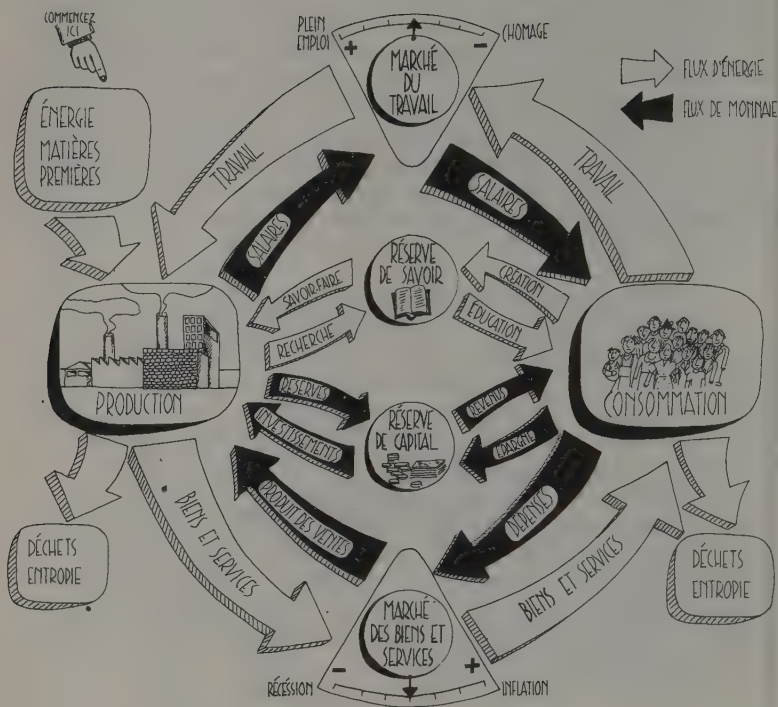 COMMENCEZ
ICI
PLEIN
EMPLOI
+
-
CHOMAGE
MARCHÉ
DU
TRAVAIL
FLUX D'ÉNERGIE
FLUX DE MONNAIE
ÉNERGIE
MATIÈRES
PREMIÈRES
TRAVAIL
TRAVAIL
SALAIRES
SALAIRES
RÉSERVE
DE SAVOIR
SAVOIR-FAIRE
RECHERCHE
CRÉATION
ÉDUCATION
PRODUCTION
CONSOMMATION
RÉSERVES
INVESTISSEMENTS
RÉSERVE
DE CAPITAL
REVENUS
ÉPARGNE
PRODUIT DES VENTES
DÉPENSES
BIENS ET SERVICES
BIENS ET SERVICES
DÉCHETS
ENTROPIE
DÉCHETS
ENTROPIE
MARCHÉ
DES BIENS ET
SERVICES
-
+
RÉCÉSSION
INFLATION